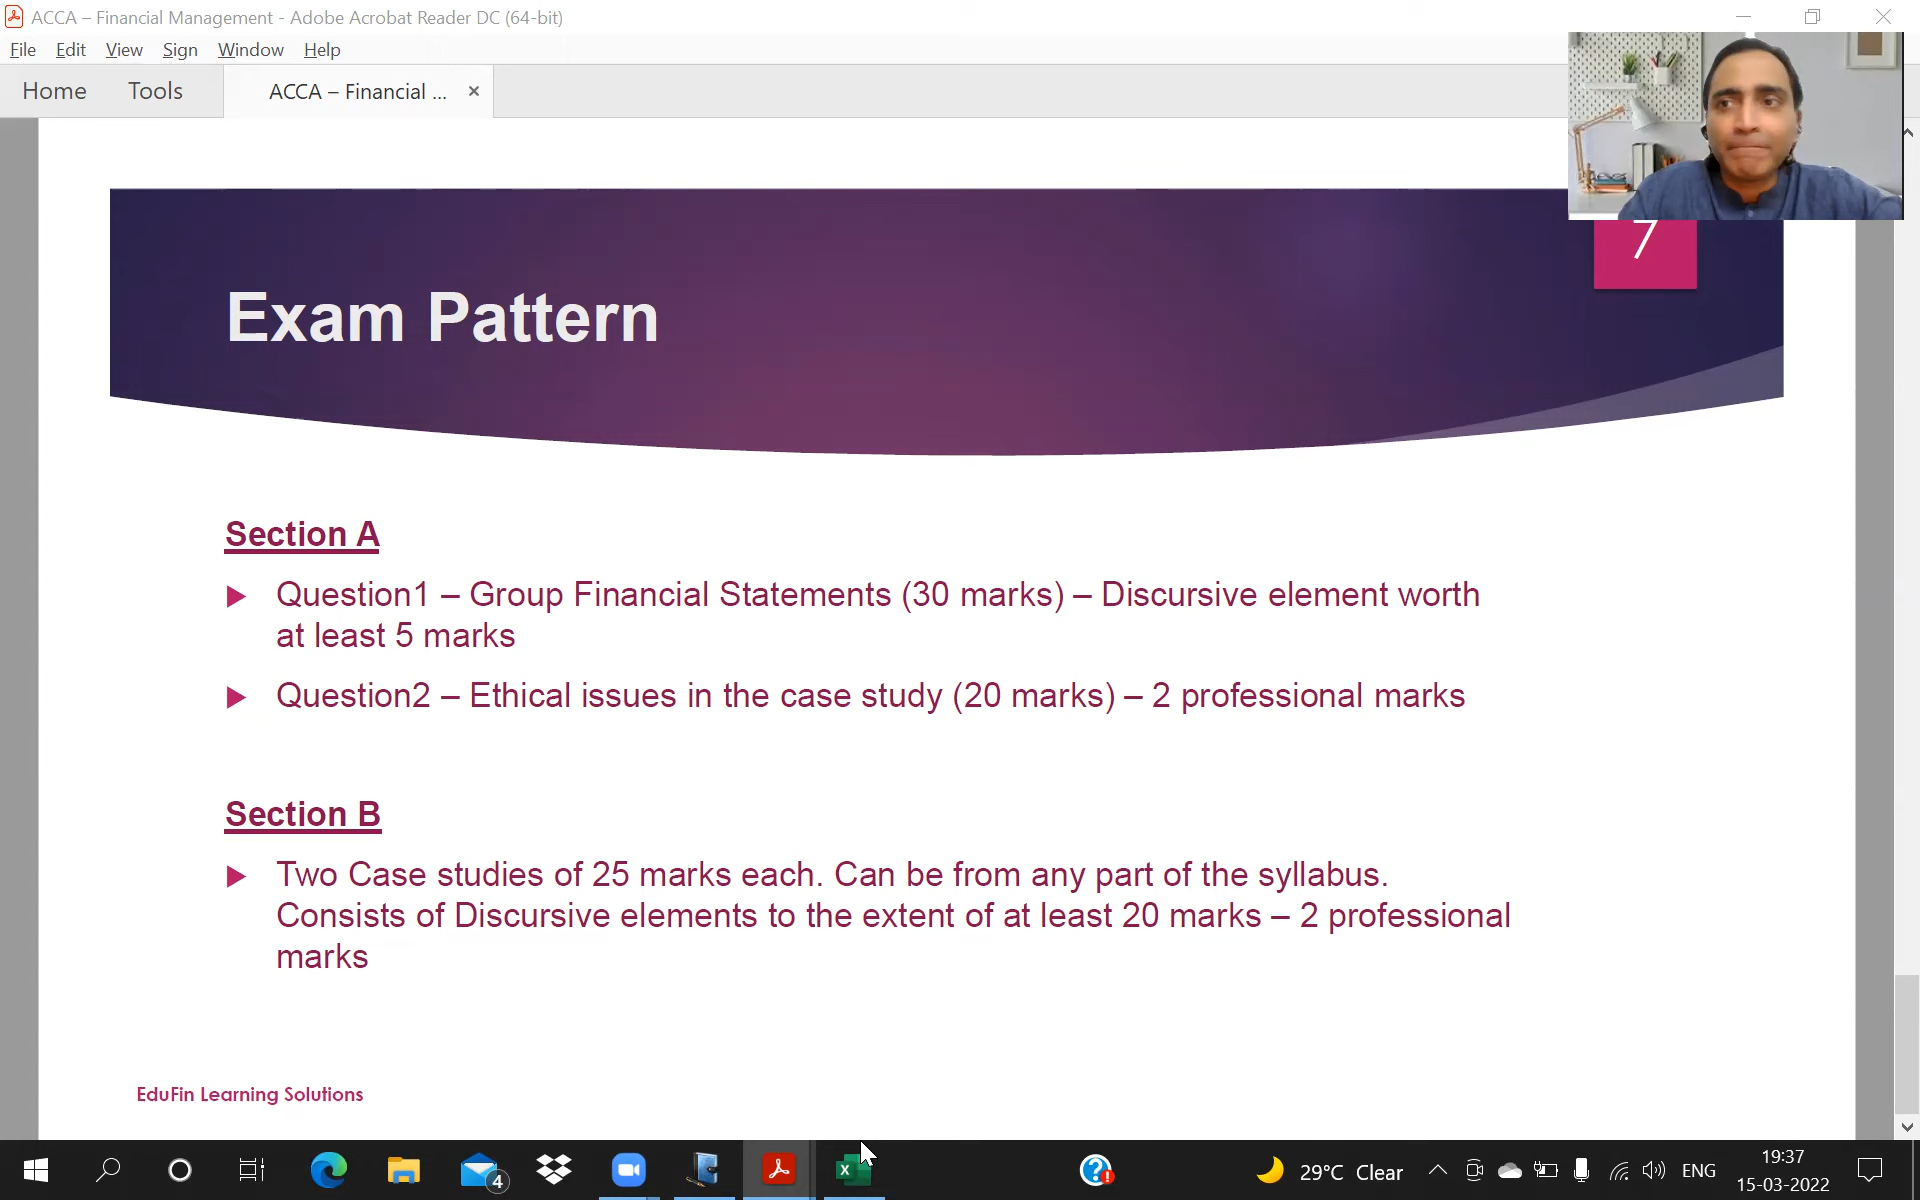 ACCA – Financial Management - Adobe Acrobat Reader DC (64-bit)
File Edit View Sign Window Help
Home Tools ACCA – Financial ... ×
7
Exam Pattern
Section A
Question1 – Group Financial Statements (30 marks) – Discursive element worth
at least 5 marks
Question2 – Ethical issues in the case study (20 marks) – 2 professional marks
Section B
Two Case studies of 25 marks each. Can be from any part of the syllabus.
Consists of Discursive elements to the extent of at least 20 marks – 2 professional
marks
EduFin Learning Solutions
4
29°C Clear
ENG
19:37
15-03-2022